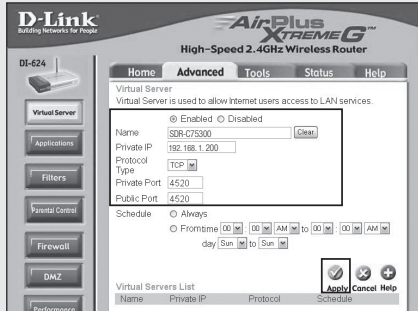 D-Link
Building Networks for People
AirPlus
XTREME G™
High-Speed 2.4GHz Wireless Router
DI-624
Home Advanced Tools Status Help
Virtual Server
Applications
Filters
Parental Control
Firewall
DMZ
Performance
Virtual Server
Virtual Server is used to allow Internet users access to LAN services.
Enabled Disabled
Name SDR-C75300 Clear
Private IP 192.168.1.200
Protocol Type TCP
Private Port 4520
Public Port 4520
Schedule Always
From time 00 : 00 AM to 00 : 00 AM
day Sun to Sun
Apply Cancel Help
Virtual Servers List
Name Private IP Protocol Schedule